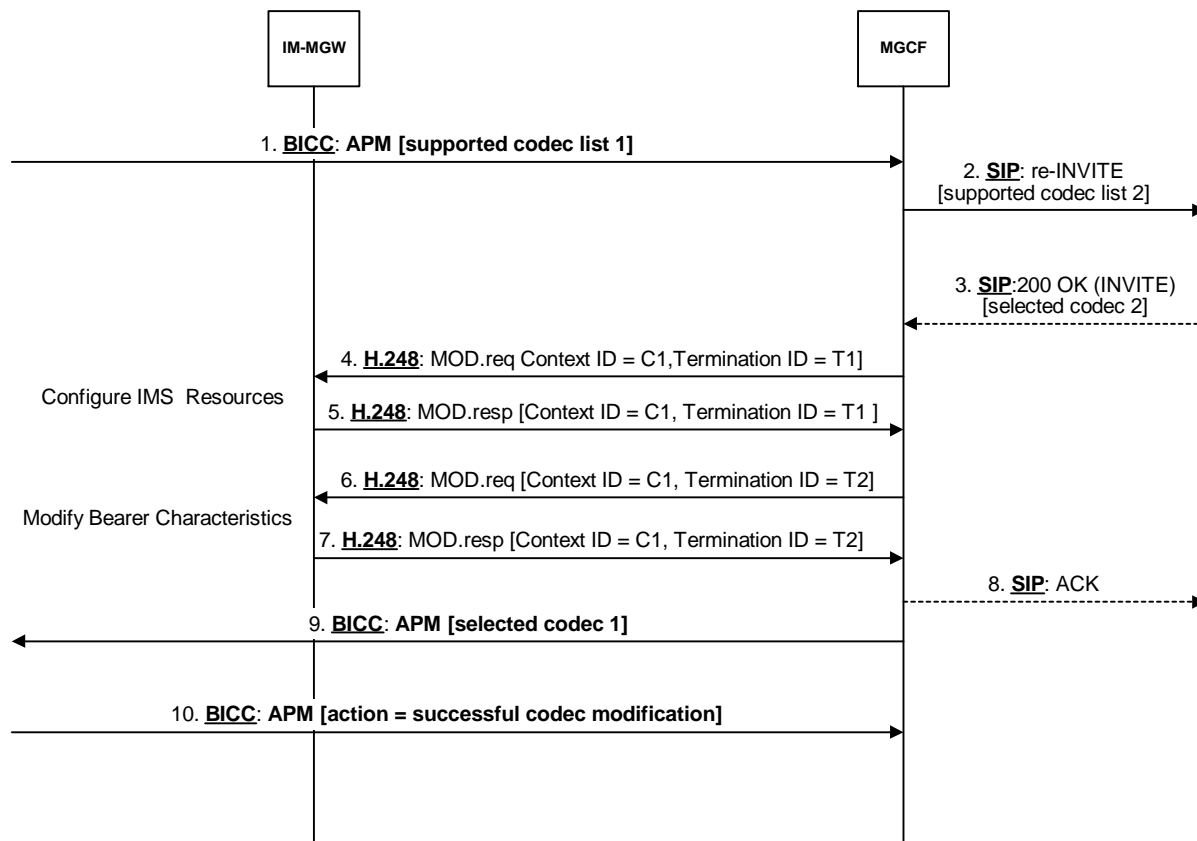 IM-MGW
MGCF
1. BICC: APM [supported codec list 1]
2. SIP: re-INVITE
[supported codec list 2]
3. SIP:200 OK (INVITE)
[selected codec 2]
4. H.248: MOD.req Context ID = C1,Termination ID = T1]
Configure IMS Resources
5. H.248: MOD.resp [Context ID = C1, Termination ID = T1 ]
6. H.248: MOD.req [Context ID = C1, Termination ID = T2]
Modify Bearer Characteristics
7. H.248: MOD.resp [Context ID = C1, Termination ID = T2]
8. SIP: ACK
9. BICC: APM [selected codec 1]
10. BICC: APM [action = successful codec modification]